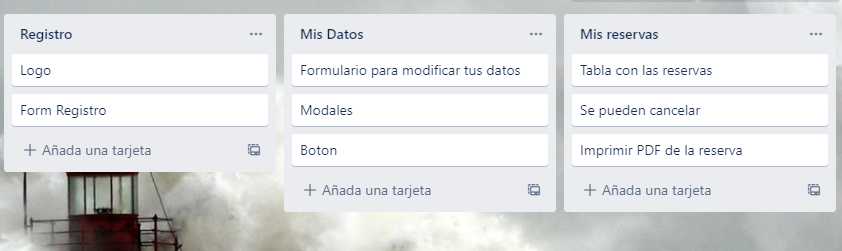 Registro
Logo
Form Registro
Añada una tarjeta
Mis Datos
Formulario para modificar tus datos
Modales
Boton
Añada una tarjeta
Mis reservas
Tabla con las reservas
Se pueden cancelar
Imprimir PDF de la reserva
Añada una tarjeta